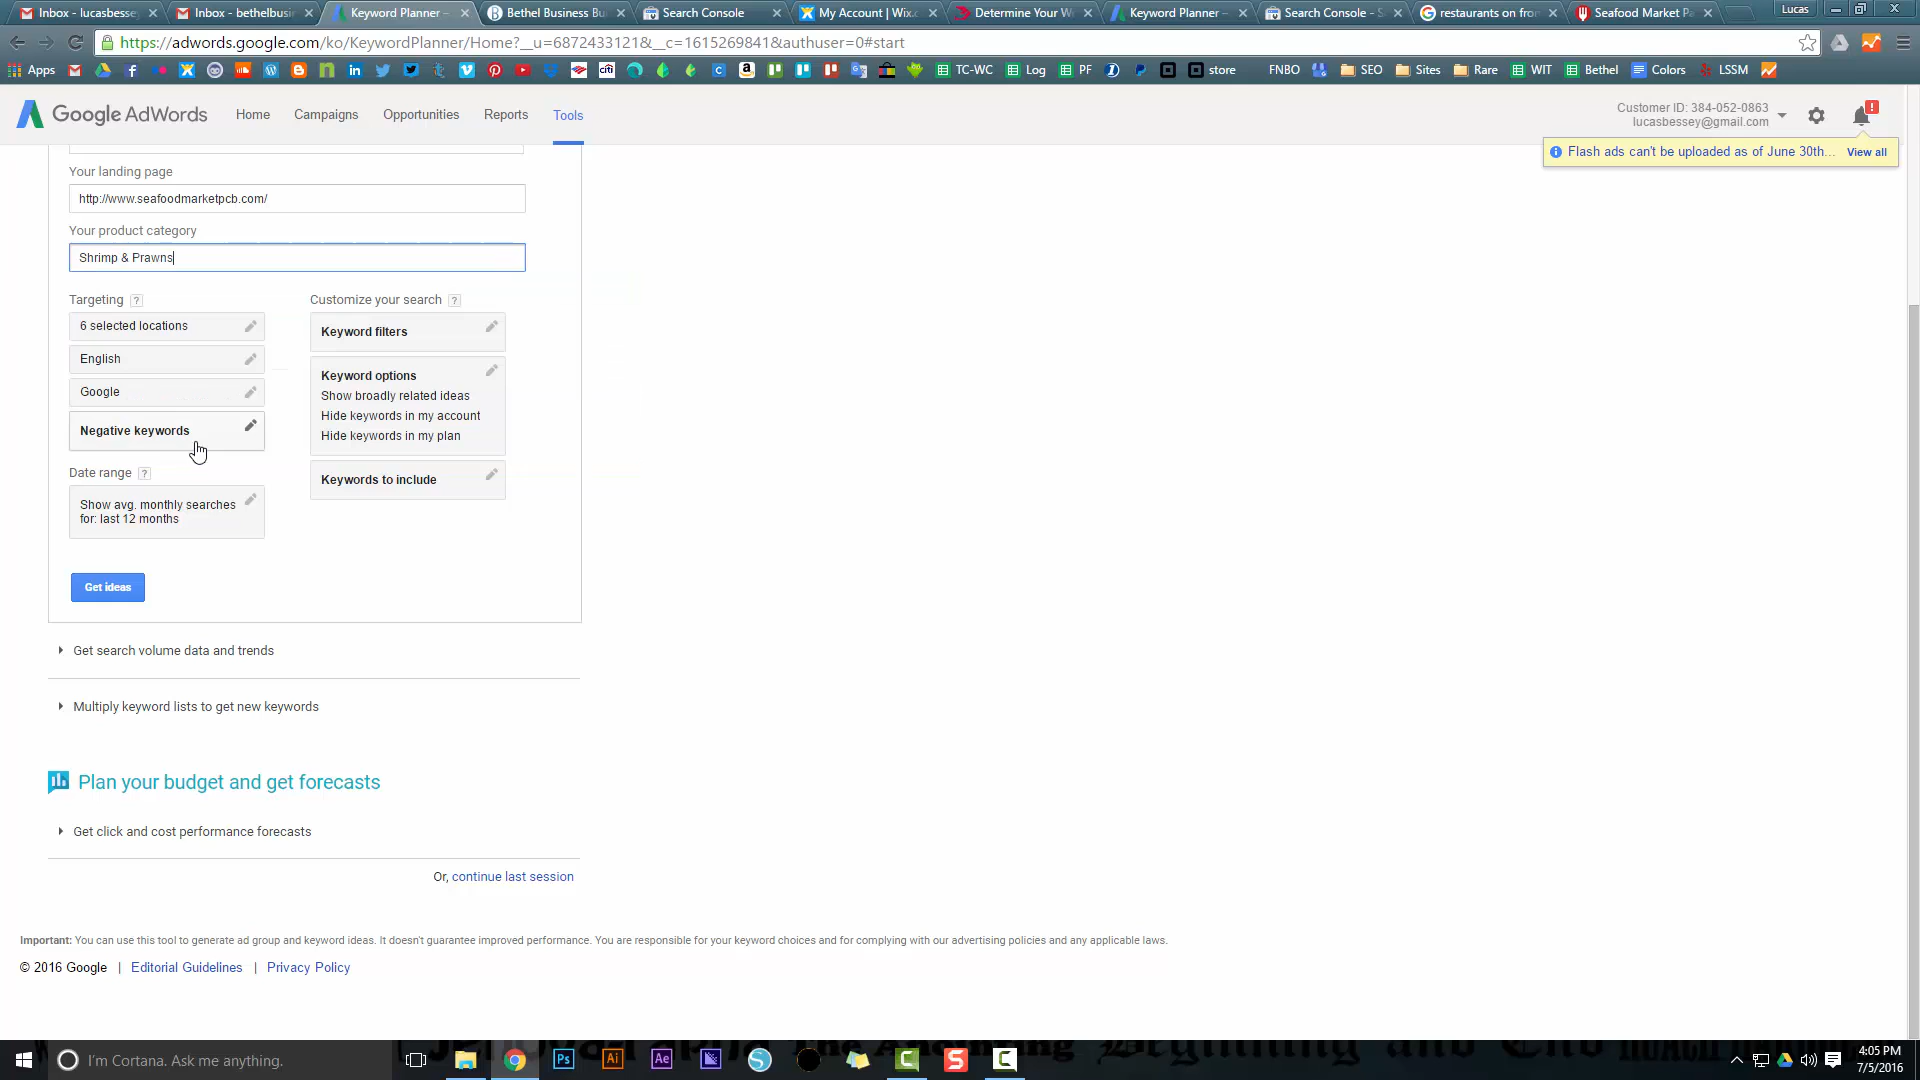 Inbox - lucasbesse
Inbox - bethelbusi
Keyword Planner –
Bethel Business Bu
Search Console
My Account | Wix.c
Determine Your W
Keyword Planner –
Search Console - S
restaurants on fron
Seafood Market Pa
Lucas
https://adwords.google.com/ko/KeywordPlanner/Home?__u=6872433121&__c=1615269841&authuser=0#start
Apps
TC-WC
Log
PF
store
FNBO
SEO
Sites
Rare
WIT
Bethel
Colors
LSSM
Google AdWords
Home
Campaigns
Opportunities
Reports
Tools
Customer ID: 384-052-0863
lucasbessey@gmail.com
Flash ads can't be uploaded as of June 30th... View all
Your landing page
http://www.seafoodmarketpcb.com/
Your product category
Shrimp & Prawns
Targeting ?
6 selected locations
English
Google
Negative keywords
Date range ?
Show avg. monthly searches
for: last 12 months
Customize your search ?
Keyword filters
Keyword options
Show broadly related ideas
Hide keywords in my account
Hide keywords in my plan
Keywords to include
Get ideas
Get search volume data and trends
Multiply keyword lists to get new keywords
Plan your budget and get forecasts
Get click and cost performance forecasts
Or, continue last session
Important: You can use this tool to generate ad group and keyword ideas. It doesn't guarantee improved performance. You are responsible for your keyword choices and for complying with our advertising policies and any applicable laws.
© 2016 Google | Editorial Guidelines | Privacy Policy
I'm Cortana. Ask me anything.
Ps
Ai
Ae
4:05 PM
7/5/2016